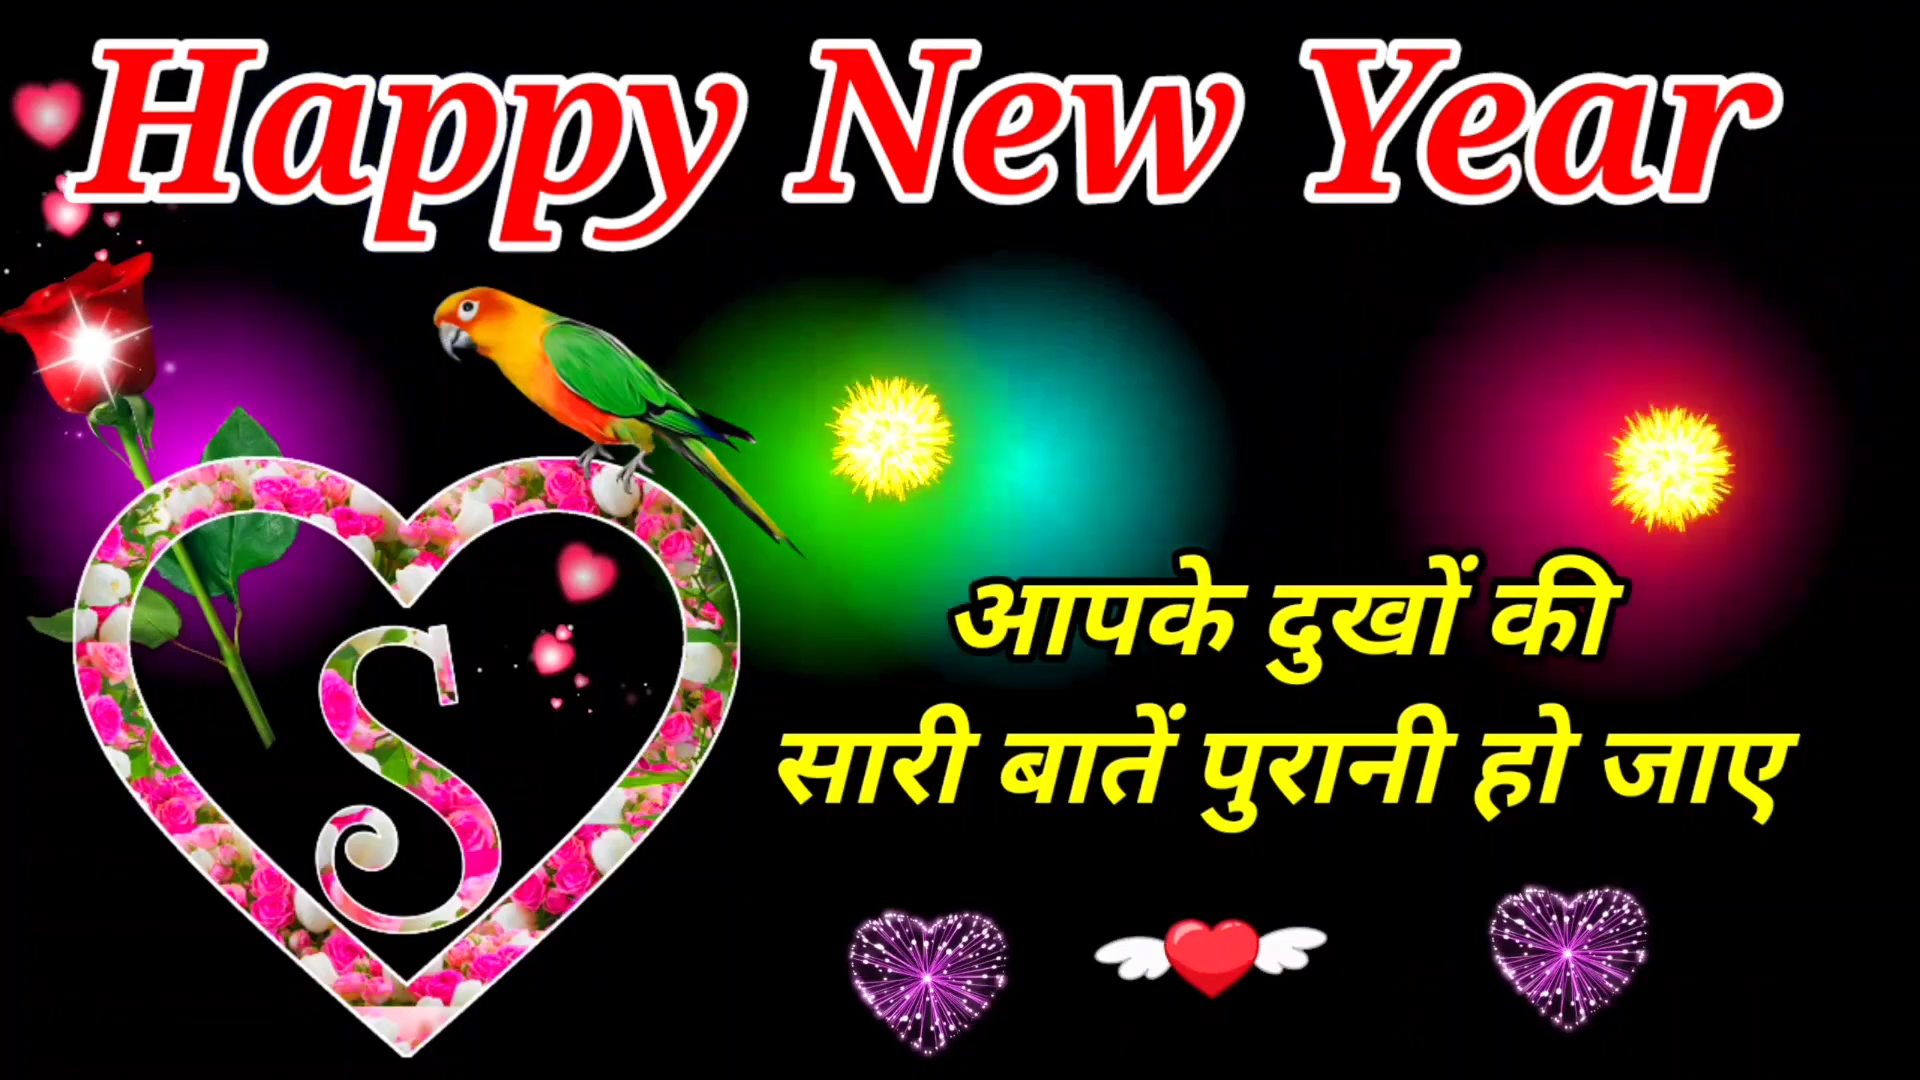 Happy New Year
S
आपके दुखों की
सारी बातें पुरानी हो जाए